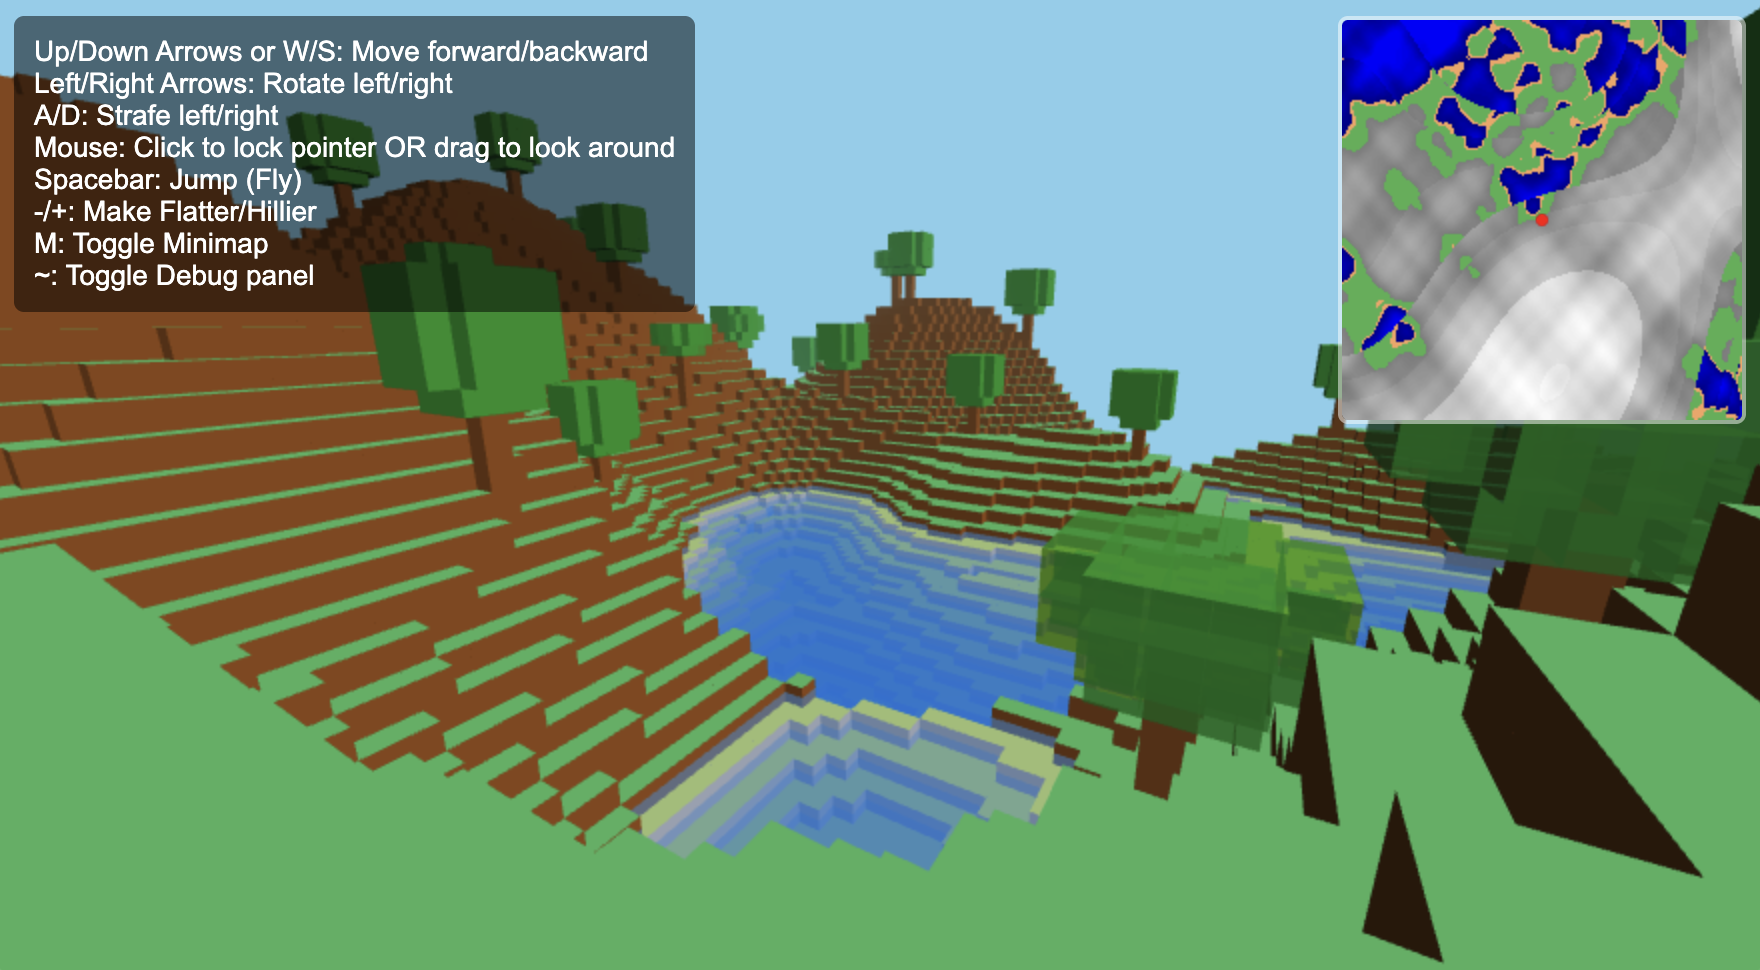 Up/Down Arrows or W/S: Move forward/backward
Left/Right Arrows: Rotate left/right
A/D: Strafe left/right
Mouse: Click to lock pointer OR drag to look around
Spacebar: Jump (Fly)
-/+: Make Flatter/Hillier
M: Toggle Minimap
~: Toggle Debug panel